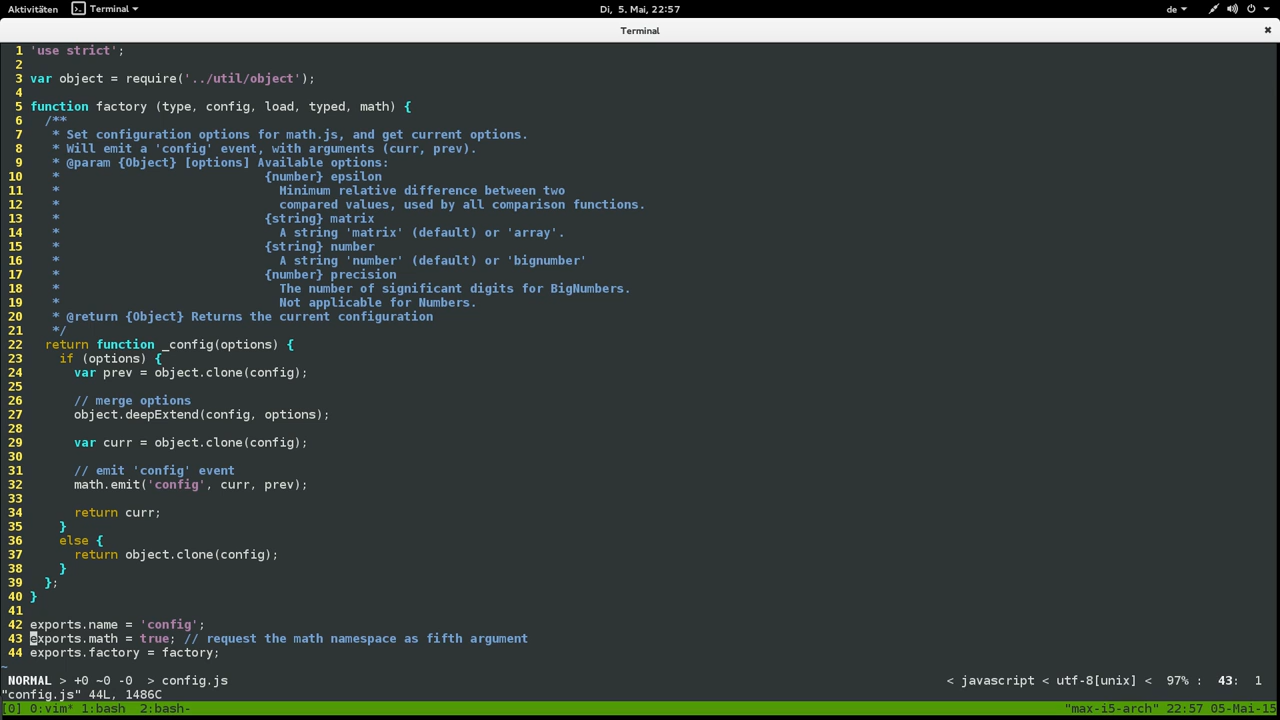 Aktivitäten Terminal Di, 5. Mai, 22:57 de
Terminal
1 'use strict';
2
3 var object = require('../util/object');
4
5 function factory (type, config, load, typed, math) {
6 /**
7 * Set configuration options for math.js, and get current options.
8 * Will emit a 'config' event, with arguments (curr, prev).
9 * @param {Object} [options] Available options:
10 * {number} epsilon
11 * Minimum relative difference between two
12 * compared values, used by all comparison functions.
13 * {string} matrix
14 * A string 'matrix' (default) or 'array'.
15 * {string} number
16 * A string 'number' (default) or 'bignumber'
17 * {number} precision
18 * The number of significant digits for BigNumbers.
19 * Not applicable for Numbers.
20 * @return {Object} Returns the current configuration
21 */
22 return function _config(options) {
23 if (options) {
24 var prev = object.clone(config);
25
26 // merge options
27 object.deepExtend(config, options);
28
29 var curr = object.clone(config);
30
31 // emit 'config' event
32 math.emit('config', curr, prev);
33
34 return curr;
35 }
36 else {
37 return object.clone(config);
38 }
39 };
40 }
41
42 exports.name = 'config';
43 exports.math = true; // request the math namespace as fifth argument
44 exports.factory = factory;
~
NORMAL > +0 ~0 -0 > config.js < javascript < utf-8[unix] < 97% : 43: 1
"config.js" 44L, 1486C
[0] 0:vim* 1:bash 2:bash- "max-i5-arch" 22:57 05-Mai-15